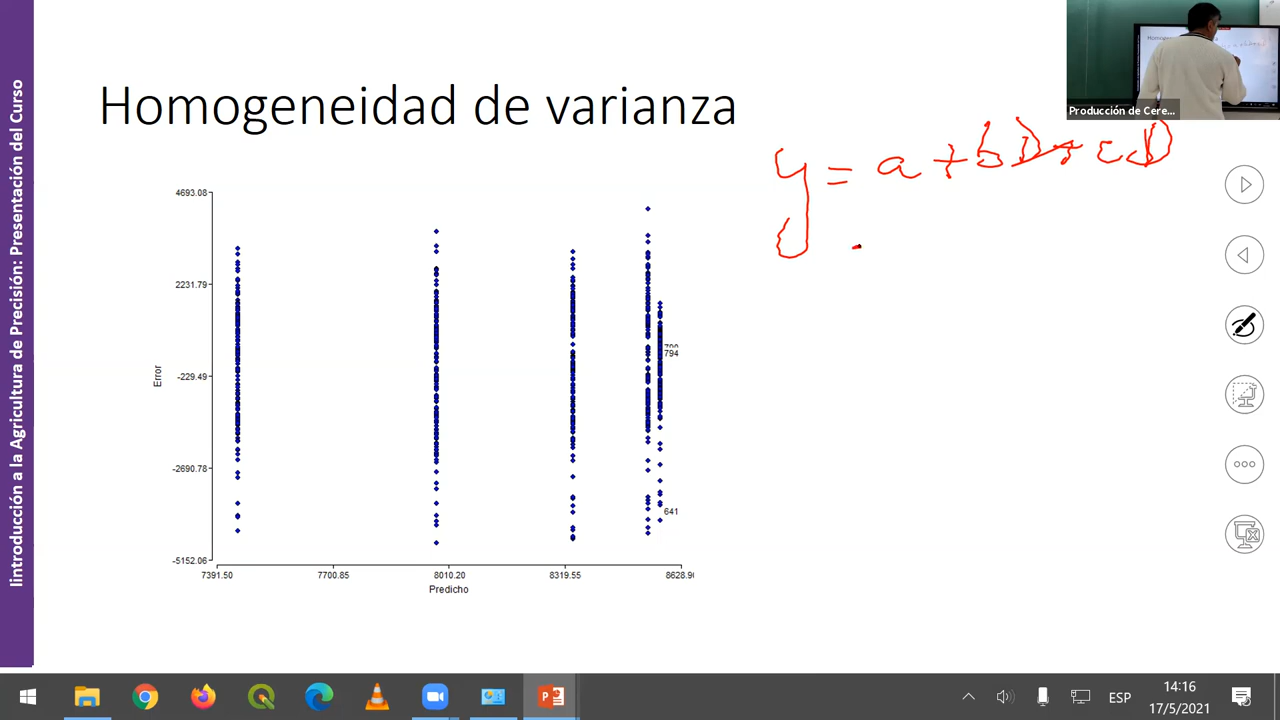 Iintroducción a la Agricultura de Precisión: Presentación del Curso
Homogeneidad de varianza
Producción de Cere...
y = a + b D + c D
4693.08
2231.79
-229.49
-2690.78
-5152.06
Error
794
641
7391.50 7700.85 8010.20 8319.55 8628.90
Predicho
ESP
14:16
17/5/2021